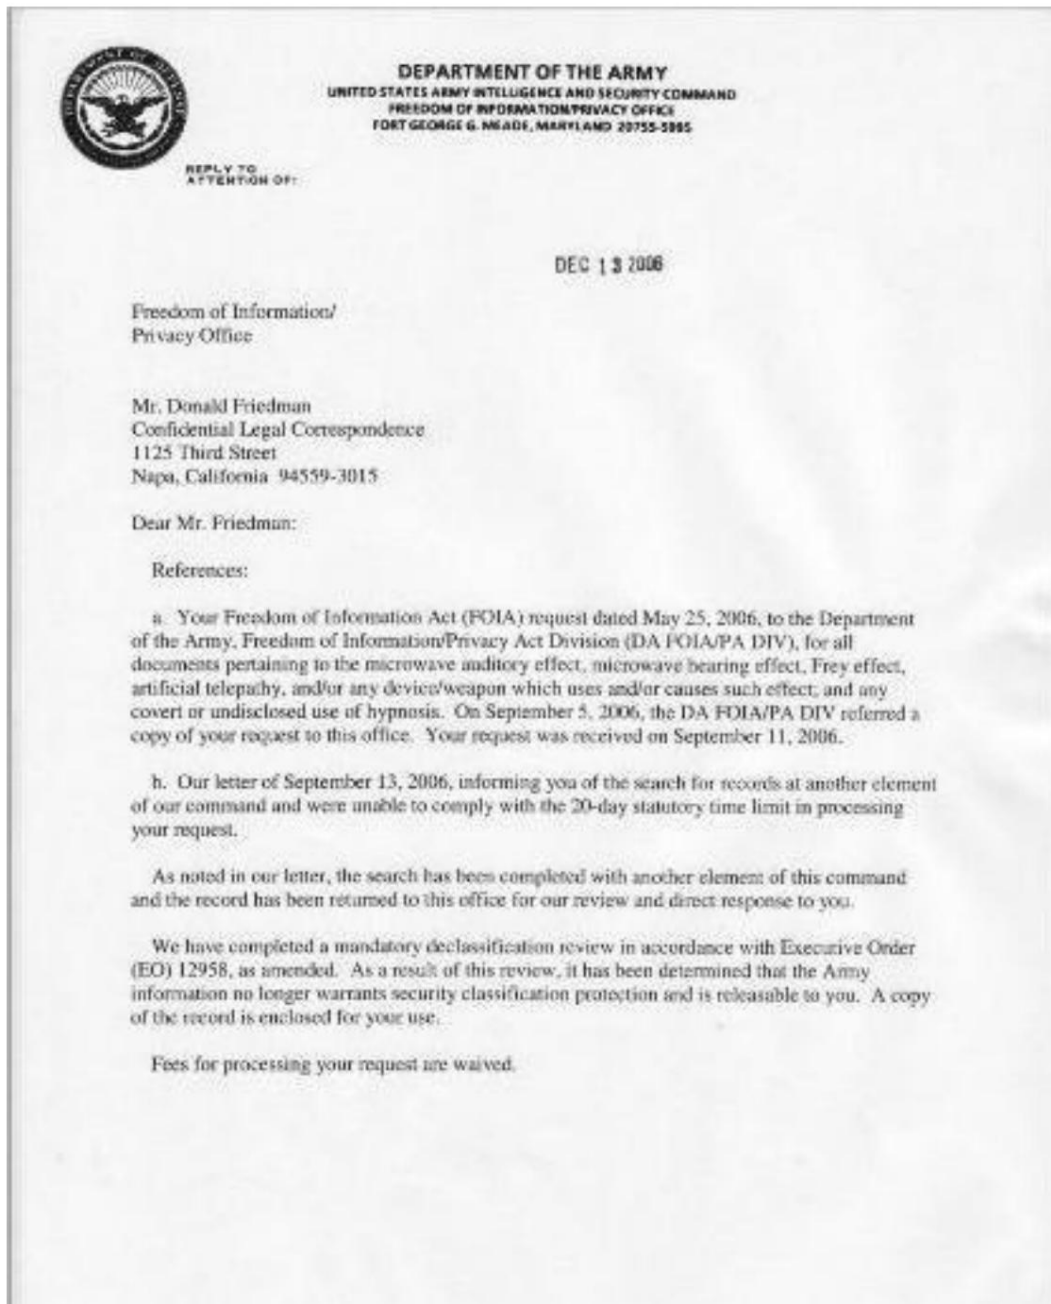 DEPARTMENT OF THE ARMY
UNITED STATES ARMY INTELLIGENCE AND SECURITY COMMAND
FREEDOM OF INFORMATION/PRIVACY OFFICE
FORT GEORGE G. MEADE, MARYLAND 20755-5995
REPLY TO
ATTENTION OF:
DEC 13 2006
Freedom of Information/
Privacy Office
Mr. Donald Friedman
Confidential Legal Correspondence
1125 Third Street
Napa, California 94559-3015
Dear Mr. Friedman:
References:
a. Your Freedom of Information Act (FOIA) request dated May 25, 2006, to the Department
of the Army, Freedom of Information/Privacy Act Division (DA FOIA/PA DIV), for all
documents pertaining to the microwave auditory effect, microwave hearing effect, Frey effect,
artificial telepathy, and/or any device/weapon which uses and/or causes such effect; and any
covert or undisclosed use of hypnosis. On September 5, 2006, the DA FOIA/PA DIV referred a
copy of your request to this office. Your request was received on September 11, 2006.
b. Our letter of September 13, 2006, informing you of the search for records at another element
of our command and were unable to comply with the 20-day statutory time limit in processing
your request.
As noted in our letter, the search has been completed with another element of this command
and the record has been returned to this office for our review and direct response to you.
We have completed a mandatory declassification review in accordance with Executive Order
(EO) 12958, as amended. As a result of this review, it has been determined that the Army
information no longer warrants security classification protection and is releasable to you. A copy
of the record is enclosed for your use.
Fees for processing your request are waived.